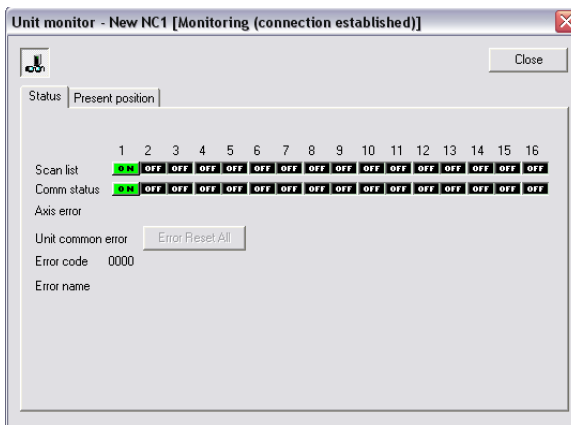 Unit monitor - New NC1 [Monitoring (connection established)]
Close
Status Present position
1 2 3 4 5 6 7 8 9 10 11 12 13 14 15 16
Scan list ON OFF OFF OFF OFF OFF OFF OFF OFF OFF OFF OFF OFF OFF OFF OFF
Comm status ON OFF OFF OFF OFF OFF OFF OFF OFF OFF OFF OFF OFF OFF OFF OFF
Axis error
Unit common error Error Reset All
Error code 0000
Error name